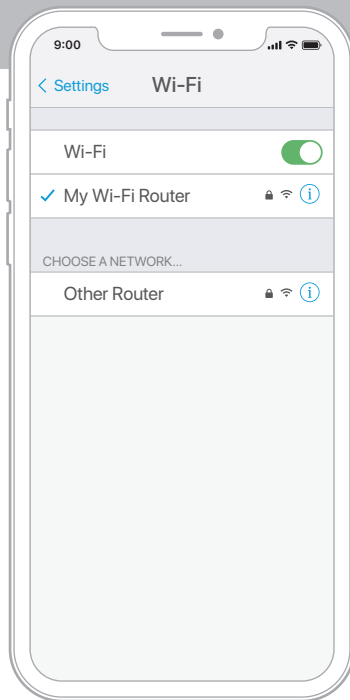 9:00
Settings Wi-Fi
Wi-Fi
My Wi-Fi Router
CHOOSE A NETWORK...
Other Router